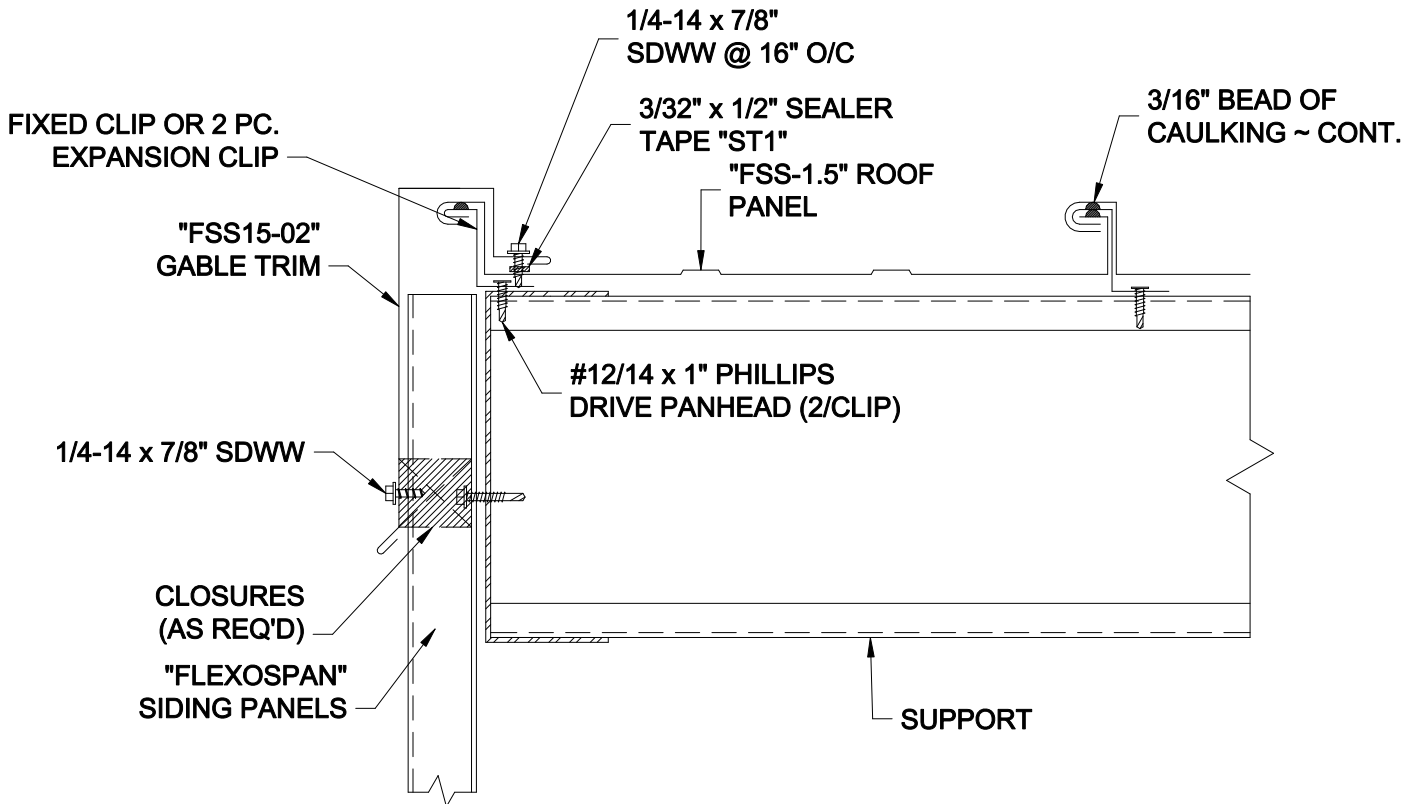 1/4-14 x 7/8"
SDWW @ 16" O/C
3/32" x 1/2" SEALER
TAPE "ST1"
3/16" BEAD OF
CAULKING ~ CONT.
FIXED CLIP OR 2 PC.
EXPANSION CLIP
"FSS-1.5" ROOF
PANEL
"FSS15-02"
GABLE TRIM
#12/14 x 1" PHILLIPS
DRIVE PANHEAD (2/CLIP)
1/4-14 x 7/8" SDWW
CLOSURES
(AS REQ'D)
"FLEXOSPAN"
SIDING PANELS
SUPPORT